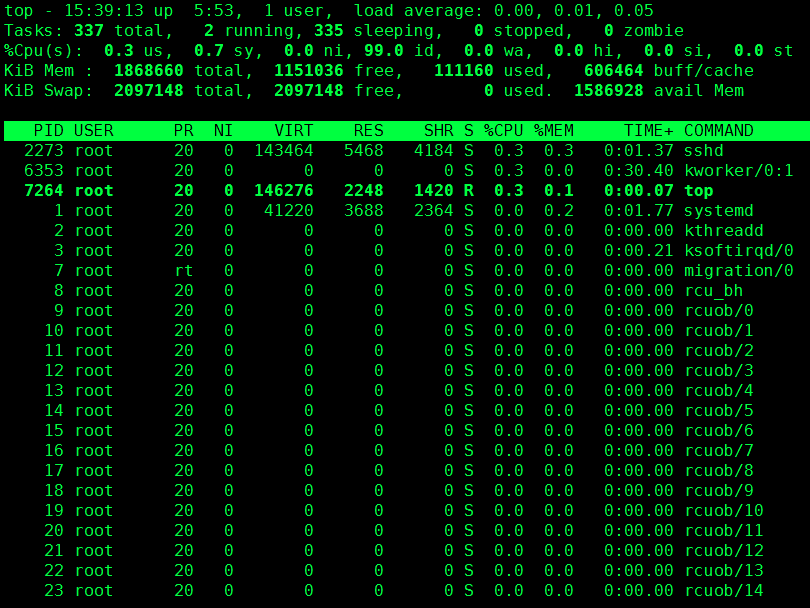 top - 15:39:13 up  5:53,  1 user,  load average: 0.00, 0.01, 0.05
Tasks: 337 total,   2 running, 335 sleeping,   0 stopped,   0 zombie
%Cpu(s):  0.3 us,  0.7 sy,  0.0 ni, 99.0 id,  0.0 wa,  0.0 hi,  0.0 si,  0.0 st
KiB Mem :  1868660 total,  1151036 free,   111160 used,   606464 buff/cache
KiB Swap:  2097148 total,  2097148 free,        0 used.  1586928 avail Mem
   PID USER      PR  NI    VIRT    RES    SHR S %CPU %MEM     TIME+ COMMAND
  2273 root      20   0  143464   5468   4184 S  0.3  0.3   0:01.37 sshd
  6353 root      20   0       0      0      0 S  0.3  0.0   0:30.40 kworker/0:1
  7264 root      20   0  146276   2248   1420 R  0.3  0.1   0:00.07 top
     1 root      20   0   41220   3688   2364 S  0.0  0.2   0:01.77 systemd
     2 root      20   0       0      0      0 S  0.0  0.0   0:00.00 kthreadd
     3 root      20   0       0      0      0 S  0.0  0.0   0:00.21 ksoftirqd/0
     7 root      rt   0       0      0      0 S  0.0  0.0   0:00.00 migration/0
     8 root      20   0       0      0      0 S  0.0  0.0   0:00.00 rcu_bh
     9 root      20   0       0      0      0 S  0.0  0.0   0:00.00 rcuob/0
    10 root      20   0       0      0      0 S  0.0  0.0   0:00.00 rcuob/1
    11 root      20   0       0      0      0 S  0.0  0.0   0:00.00 rcuob/2
    12 root      20   0       0      0      0 S  0.0  0.0   0:00.00 rcuob/3
    13 root      20   0       0      0      0 S  0.0  0.0   0:00.00 rcuob/4
    14 root      20   0       0      0      0 S  0.0  0.0   0:00.00 rcuob/5
    15 root      20   0       0      0      0 S  0.0  0.0   0:00.00 rcuob/6
    16 root      20   0       0      0      0 S  0.0  0.0   0:00.00 rcuob/7
    17 root      20   0       0      0      0 S  0.0  0.0   0:00.00 rcuob/8
    18 root      20   0       0      0      0 S  0.0  0.0   0:00.00 rcuob/9
    19 root      20   0       0      0      0 S  0.0  0.0   0:00.00 rcuob/10
    20 root      20   0       0      0      0 S  0.0  0.0   0:00.00 rcuob/11
    21 root      20   0       0      0      0 S  0.0  0.0   0:00.00 rcuob/12
    22 root      20   0       0      0      0 S  0.0  0.0   0:00.00 rcuob/13
    23 root      20   0       0      0      0 S  0.0  0.0   0:00.00 rcuob/14